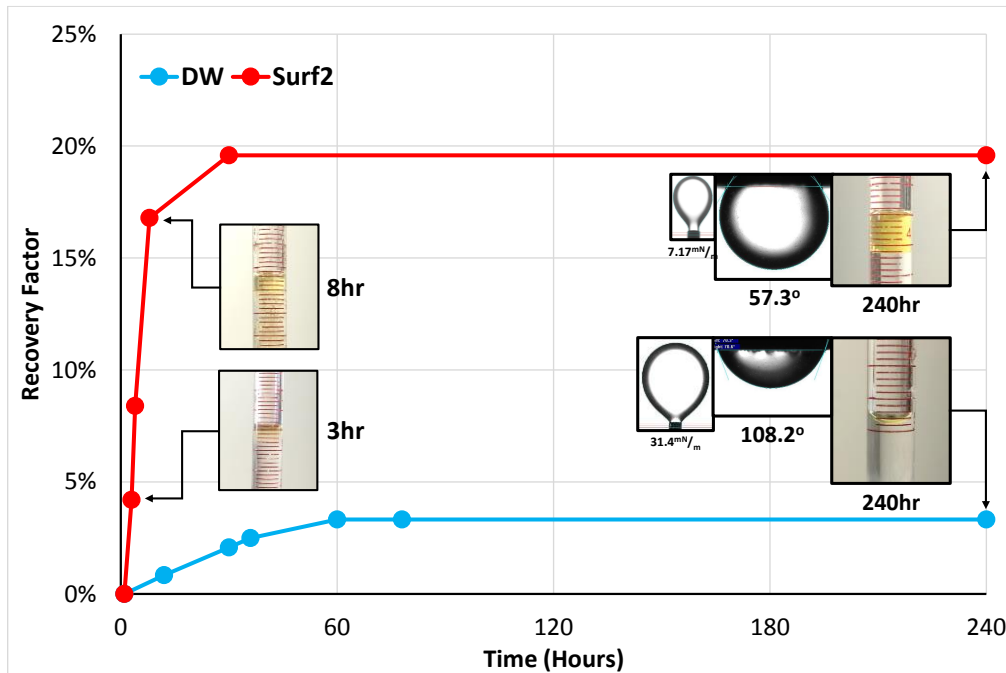 25%
20%
15%
10%
5%
0%
Recovery Factor
DW
Surf2
8hr
3hr
7.17mN/m
57.3o
240hr
31.4mN/m
108.2o
240hr
0
60
120
180
240
Time (Hours)